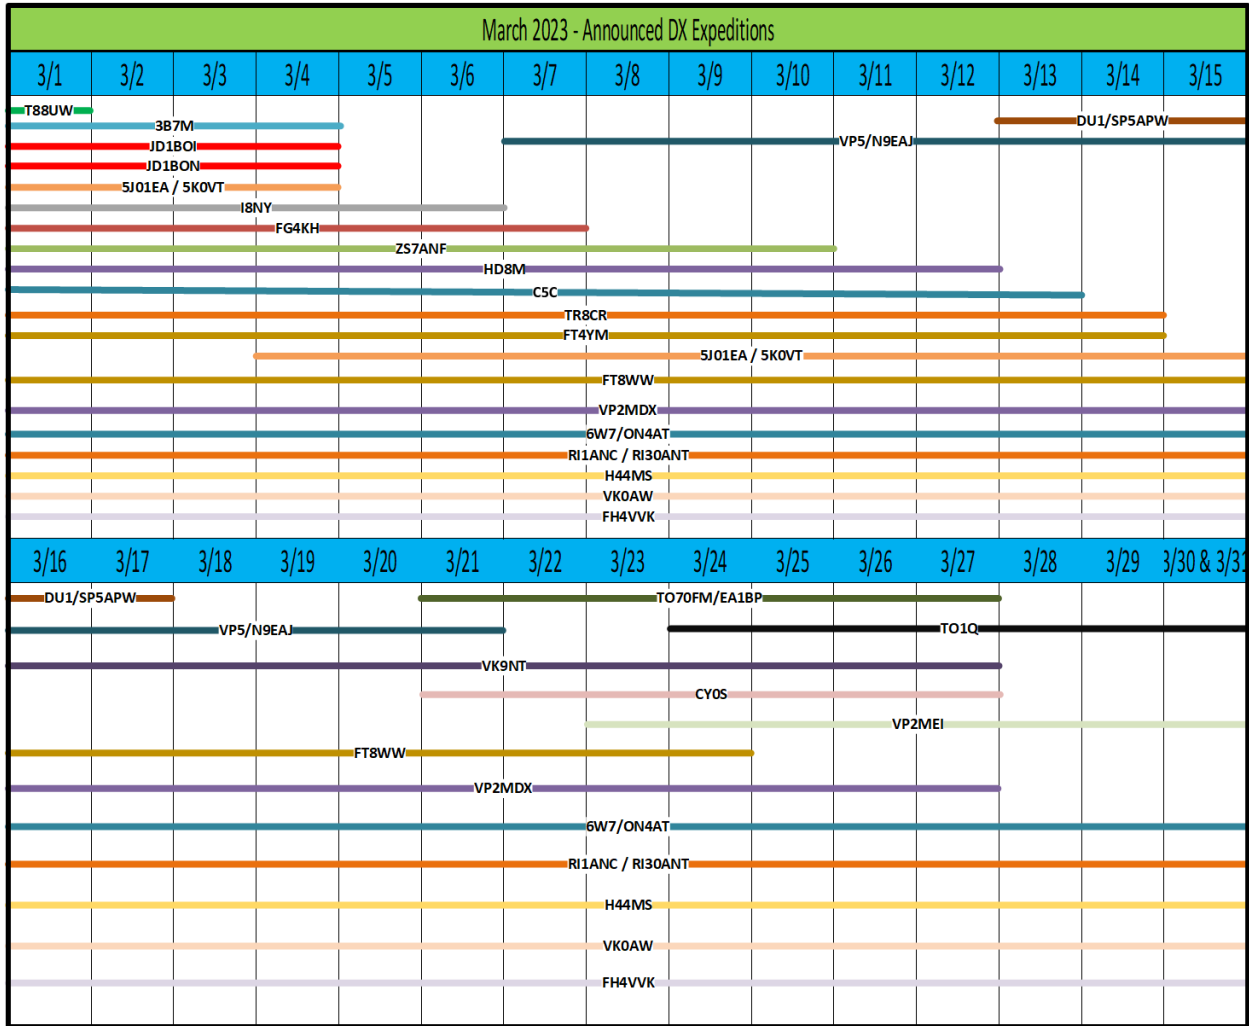 March 2023 - Announced DX Expeditions
3/1 3/2 3/3 3/4 3/5 3/6 3/7 3/8 3/9 3/10 3/11 3/12 3/13 3/14 3/15
T88UW
DU1/SP5APW
3B7M
VP5/N9EAJ
JD1BOI
JD1BON
5J01EA / 5K0VT
I8NY
FG4KH
ZS7ANF
HD8M
C5C
TR8CR
FT4YM
5J01EA / 5K0VT
FT8WW
VP2MDX
6W7/ON4AT
RI1ANC / RI30ANT
H44MS
VK0AW
FH4VVK
3/16 3/17 3/18 3/19 3/20 3/21 3/22 3/23 3/24 3/25 3/26 3/27 3/28 3/29 3/30 & 3/31
DU1/SP5APW TO70FM/EA1BP
VP5/N9EAJ TO1Q
VK9NT
CY0S
VP2MEI
FT8WW
VP2MDX
6W7/ON4AT
RI1ANC / RI30ANT
H44MS
VK0AW
FH4VVK